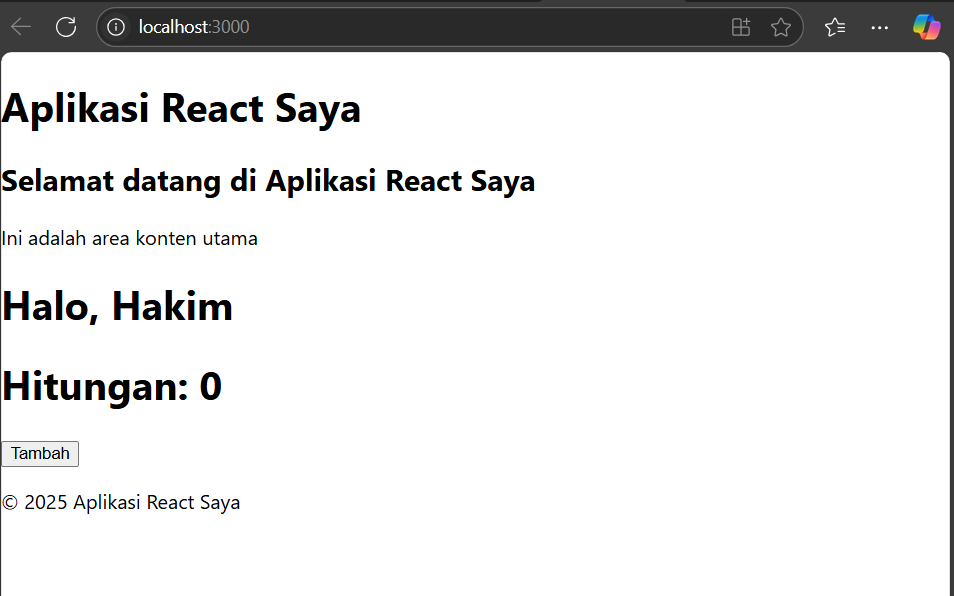 localhost:3000
Aplikasi React Saya
Selamat datang di Aplikasi React Saya
Ini adalah area konten utama
Halo, Hakim
Hitungan: 0
Tambah
© 2025 Aplikasi React Saya